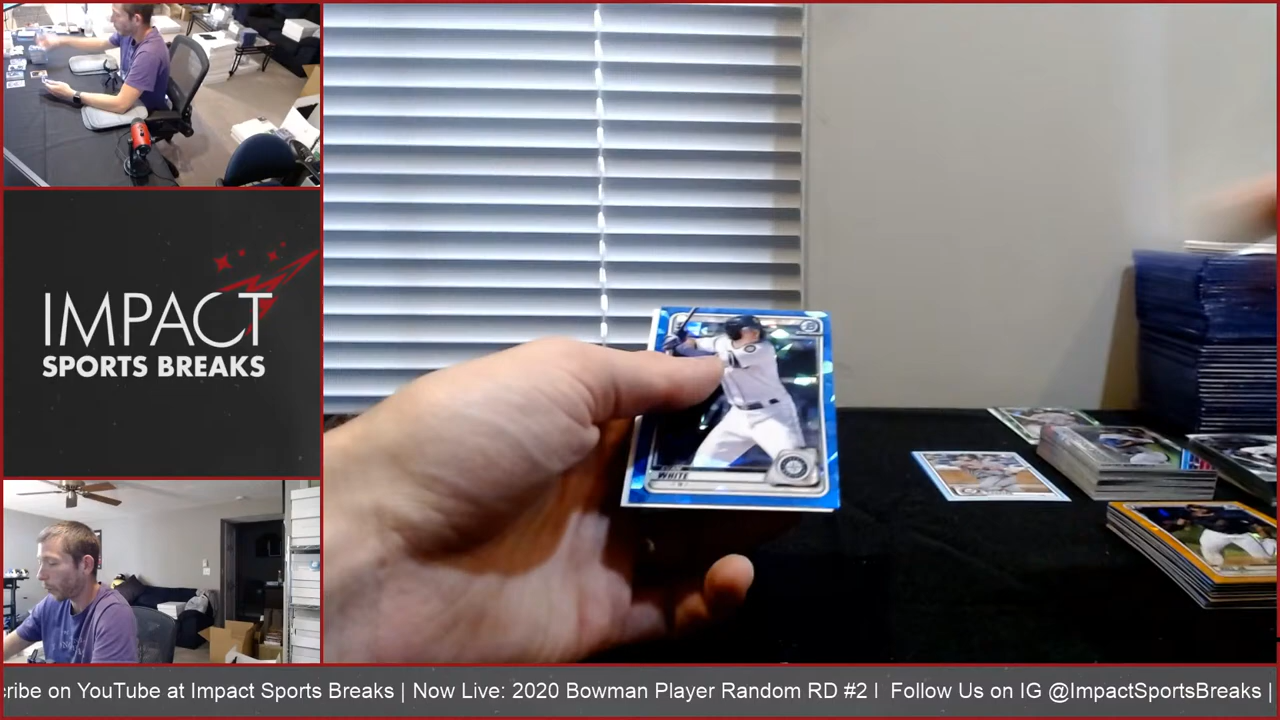 IMPACT
SPORTS BREAKS
WHITE
cribe on YouTube at Impact Sports Breaks | Now Live: 2020 Bowman Player Random RD #2 | Follow Us on IG @ImpactSportsBreaks |